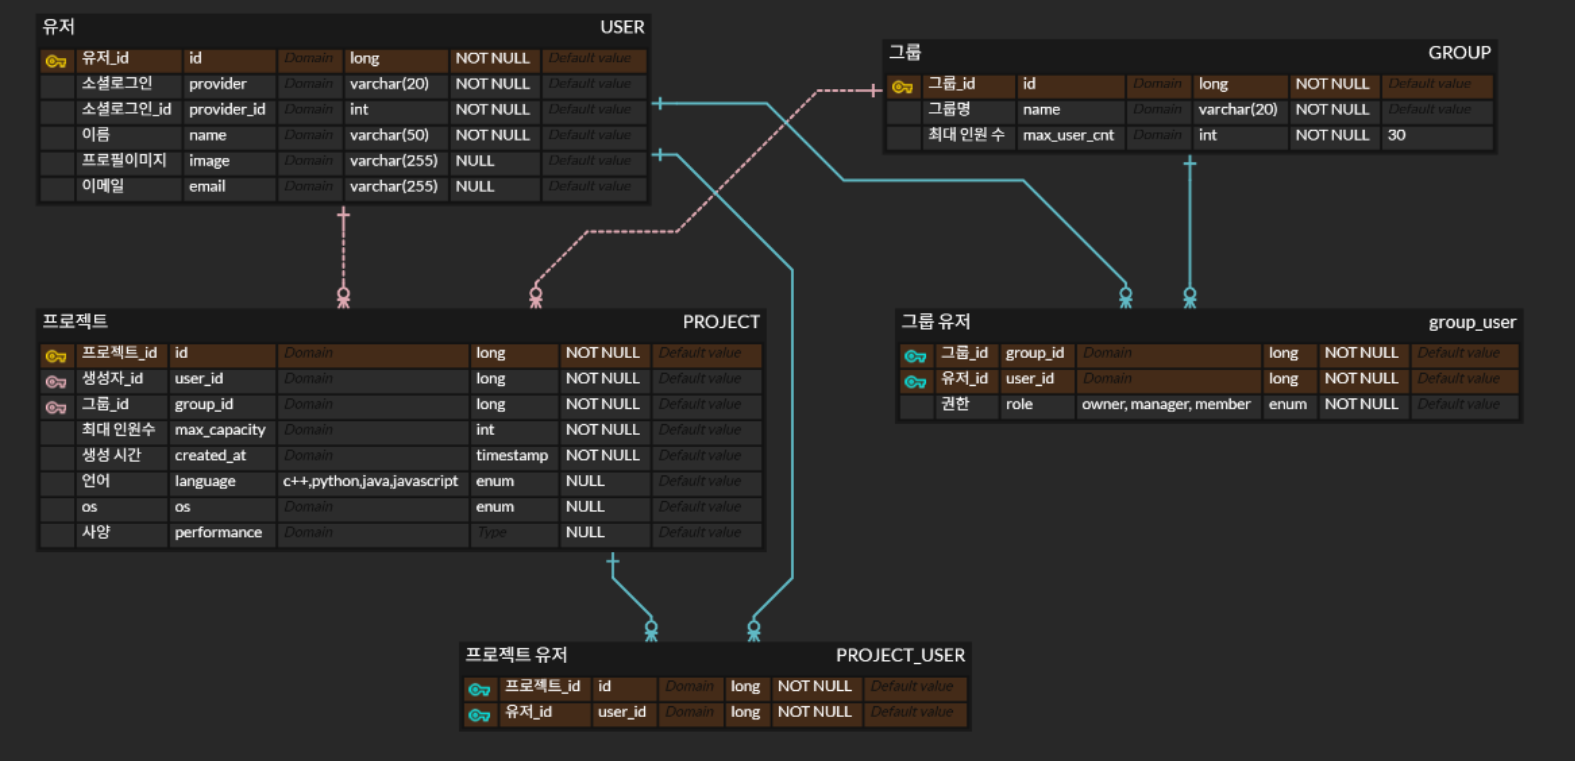 유저 USER
유저_id id Domain long NOT NULL Default value
소셜로그인 provider Domain varchar(20) NOT NULL Default value
소셜로그인_id provider_id Domain int NOT NULL Default value
이름 name Domain varchar(50) NOT NULL Default value
프로필이미지 image Domain varchar(255) NULL Default value
이메일 email Domain varchar(255) NULL Default value
그룹 GROUP
그룹_id id Domain long NOT NULL Default value
그룹명 name Domain varchar(20) NOT NULL Default value
최대 인원 수 max_user_cnt Domain int NOT NULL 30
프로젝트 PROJECT
프로젝트_id id Domain long NOT NULL Default value
생성자_id user_id Domain long NOT NULL Default value
그룹_id group_id Domain long NOT NULL Default value
최대 인원수 max_capacity Domain int NOT NULL Default value
생성 시간 created_at Domain timestamp NOT NULL Default value
언어 language c++,python,java,javascript enum NULL Default value
os os Domain enum NULL Default value
사양 performance Domain Type NULL Default value
그룹 유저 group_user
그룹_id group_id Domain long NOT NULL Default value
유저_id user_id Domain long NOT NULL Default value
권한 role owner, manager, member enum NOT NULL Default value
프로젝트 유저 PROJECT_USER
프로젝트_id id Domain long NOT NULL Default value
유저_id user_id Domain long NOT NULL Default value